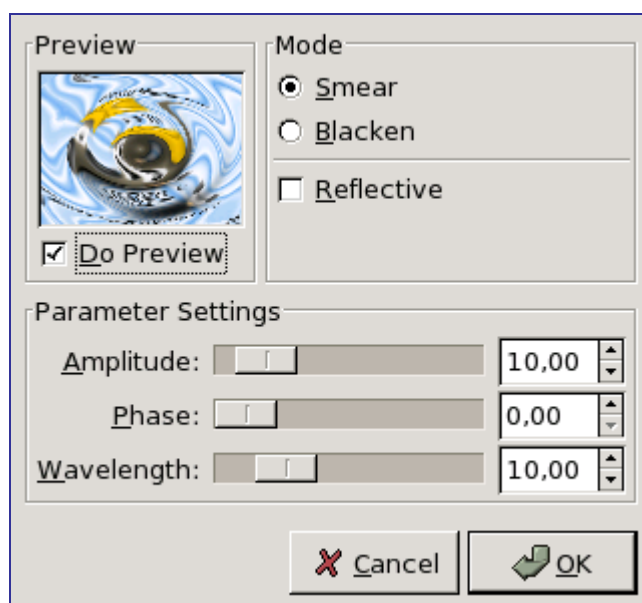 Preview
Do Preview
Mode
Smear
Blacken
Reflective
Parameter Settings
Amplitude: 10,00
Phase: 0,00
Wavelength: 10,00
Cancel OK